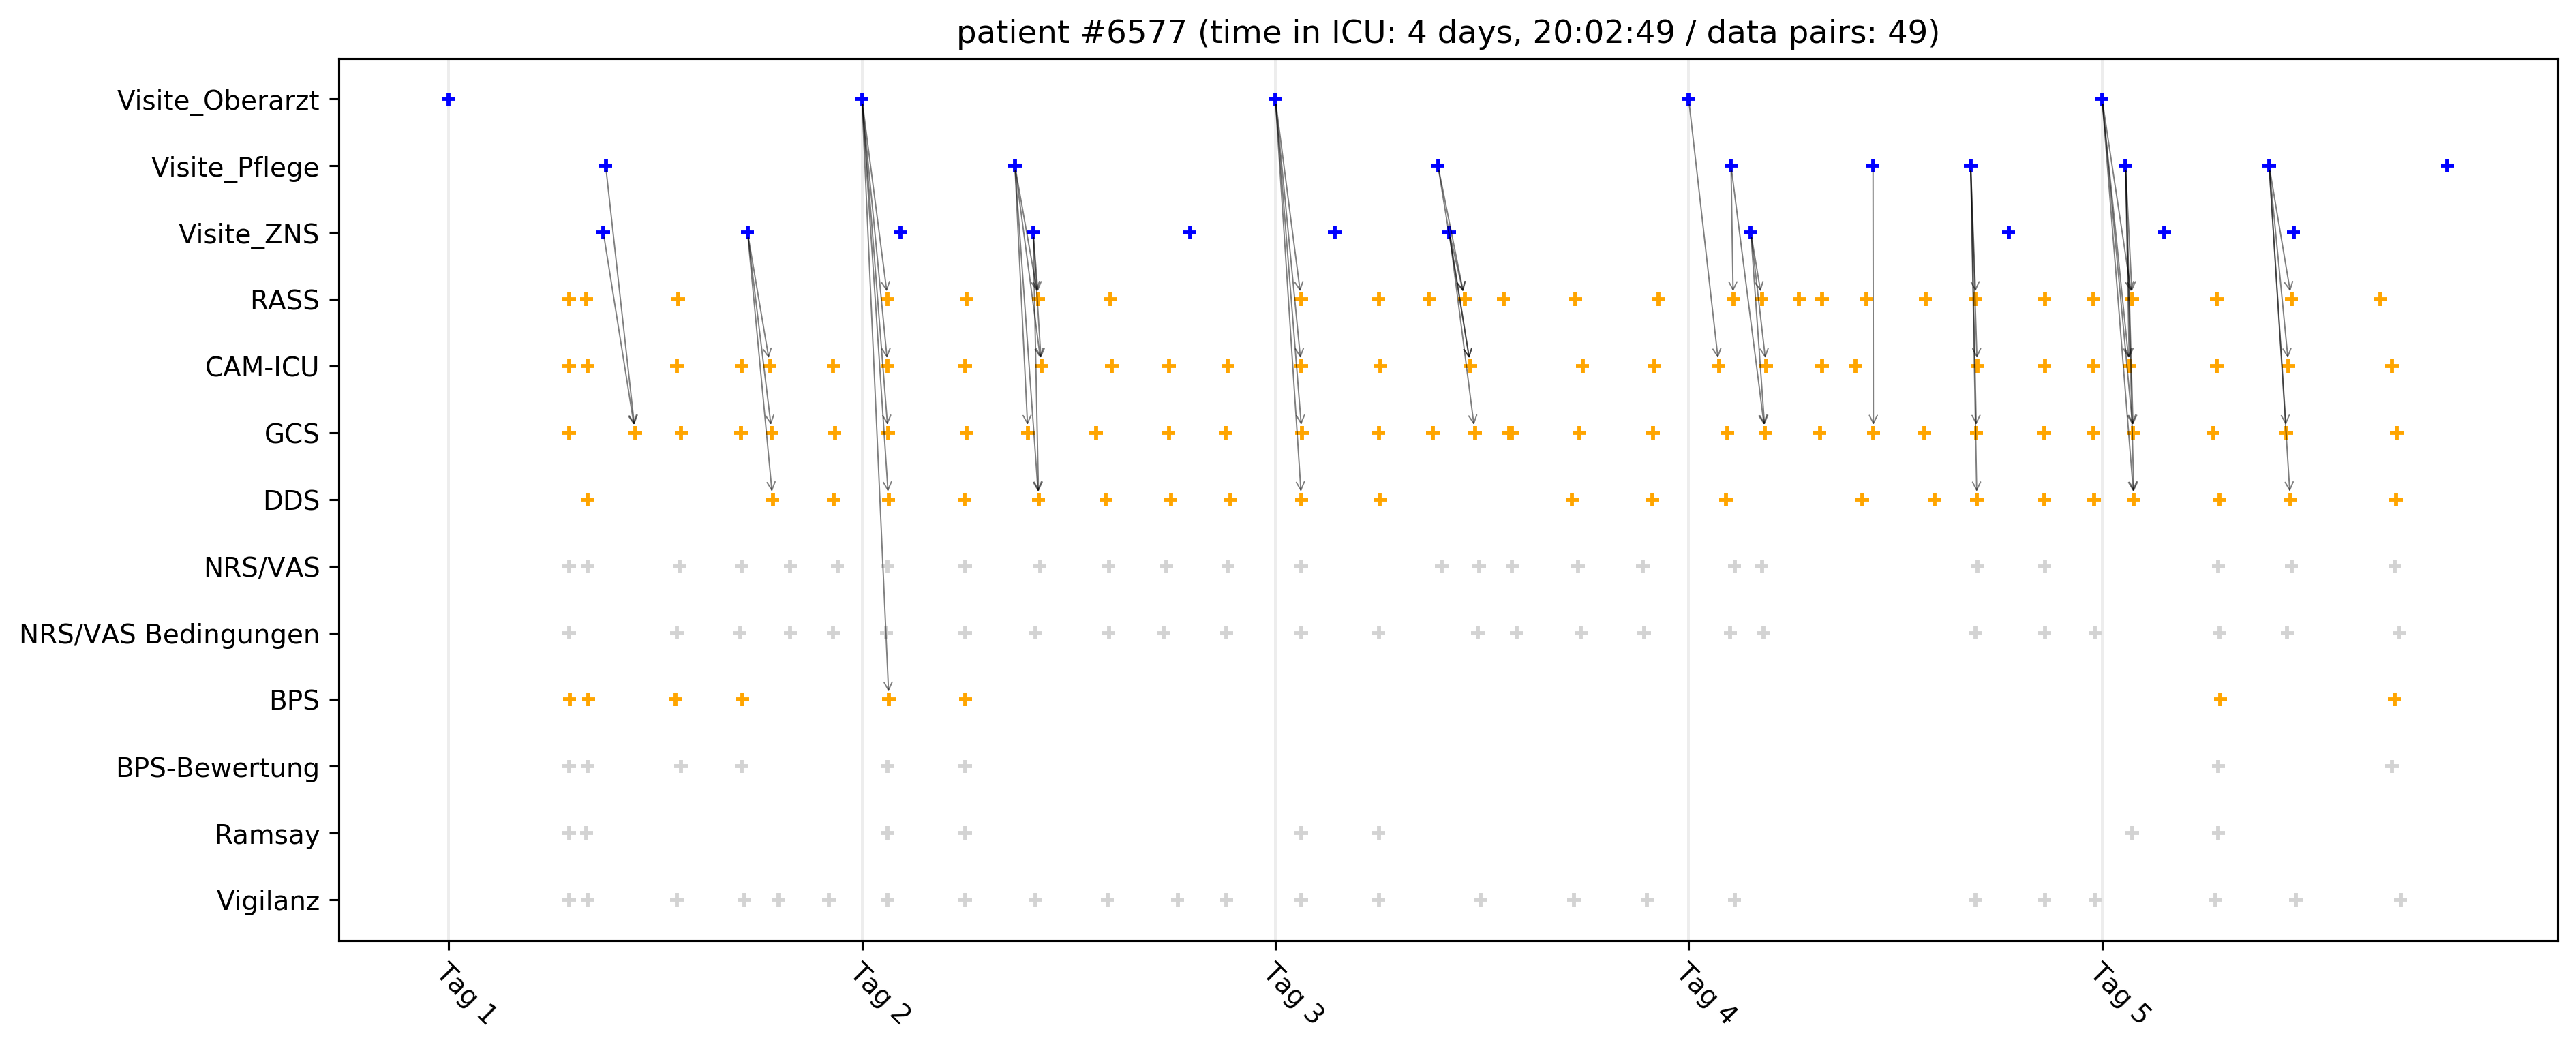 patient #6577 (time in ICU: 4 days, 20:02:49 / data pairs: 49)
Visite_Oberarzt
Visite_Pflege
Visite_ZNS
RASS
CAM-ICU
GCS
DDS
NRS/VAS
NRS/VAS Bedingungen
BPS
BPS-Bewertung
Ramsay
Vigilanz
Tag 1
Tag 2
Tag 3
Tag 4
Tag 5